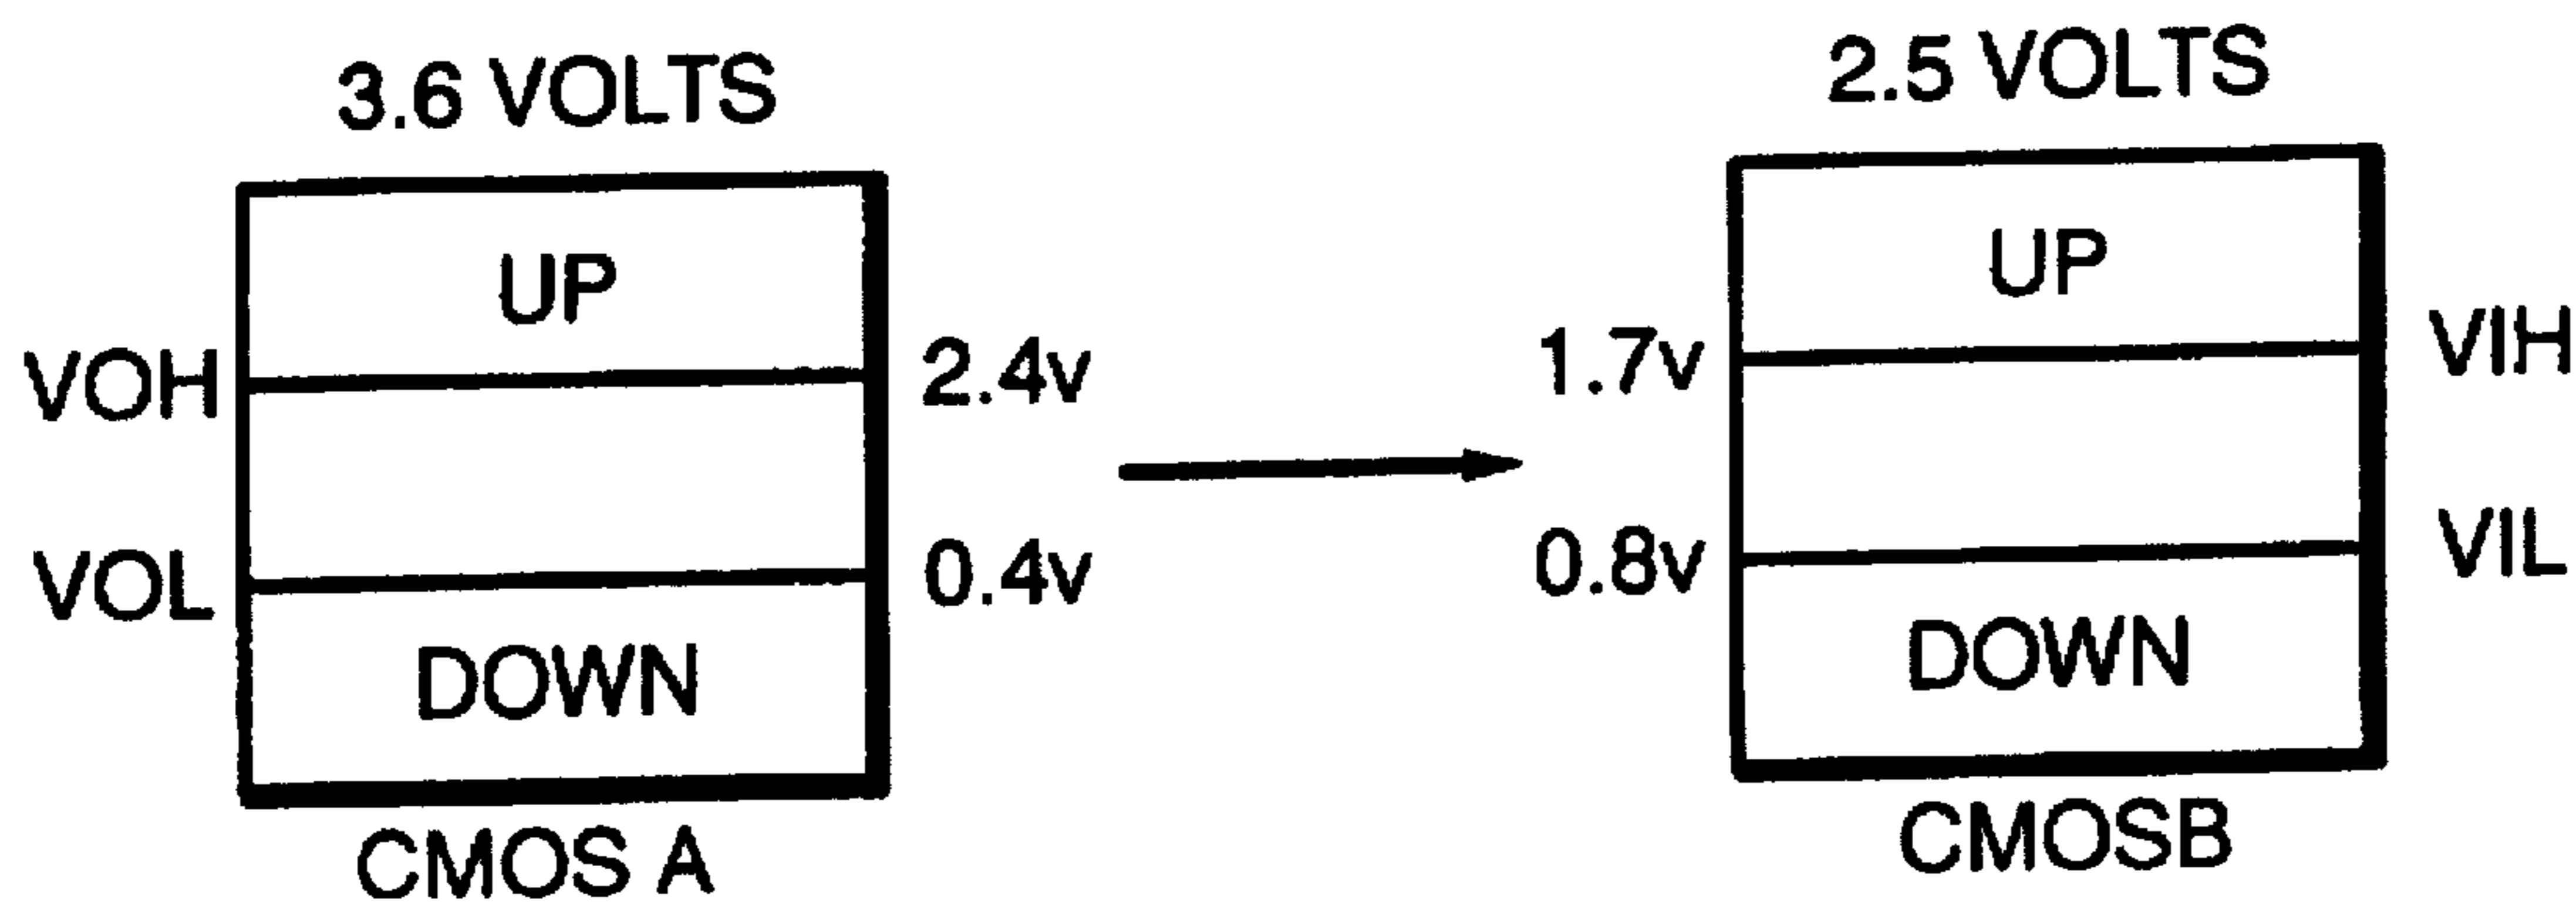 3.6 VOLTS
UP
VOH
2.4v
VOL
0.4v
DOWN
CMOS A
2.5 VOLTS
UP
1.7v
VIH
0.8v
VIL
DOWN
CMOSB